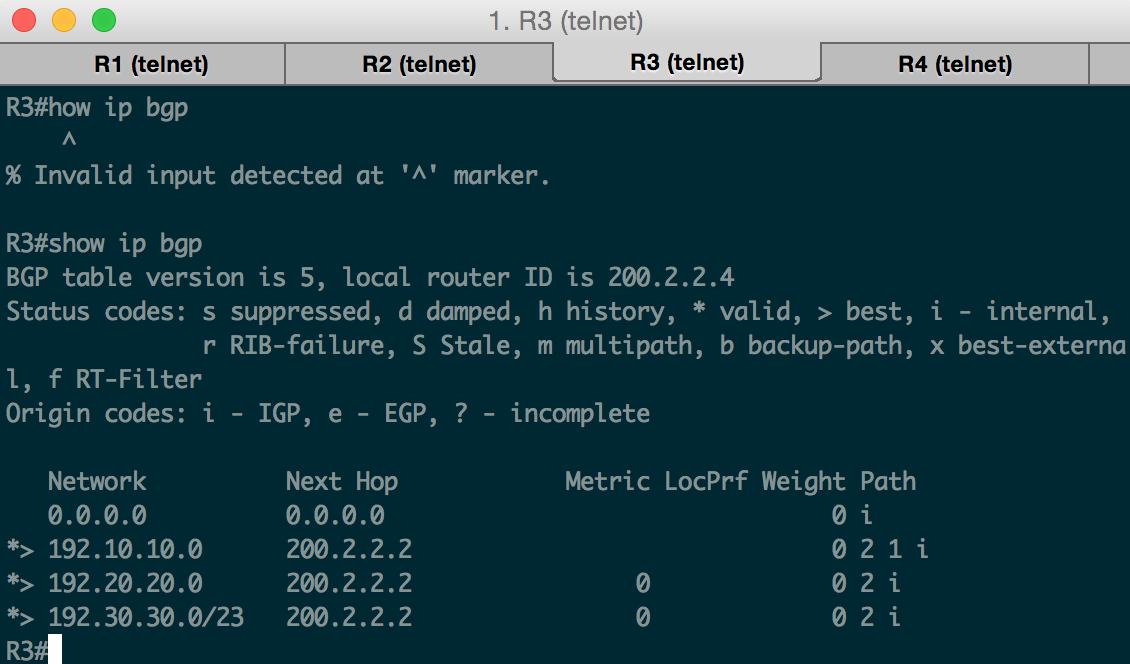 1. R3 (telnet)
R1 (telnet) R2 (telnet) R3 (telnet) R4 (telnet)
R3#how ip bgp
    ^
% Invalid input detected at '^' marker.
R3#show ip bgp
BGP table version is 5, local router ID is 200.2.2.4
Status codes: s suppressed, d damped, h history, * valid, > best, i - internal,
              r RIB-failure, S Stale, m multipath, b backup-path, x best-externa
l, f RT-Filter
Origin codes: i - IGP, e - EGP, ? - incomplete
   Network          Next Hop            Metric LocPrf Weight Path
   0.0.0.0          0.0.0.0                                0 i
*> 192.10.10.0      200.2.2.2                              0 2 1 i
*> 192.20.20.0      200.2.2.2                0             0 2 i
*> 192.30.30.0/23   200.2.2.2                0             0 2 i
R3#